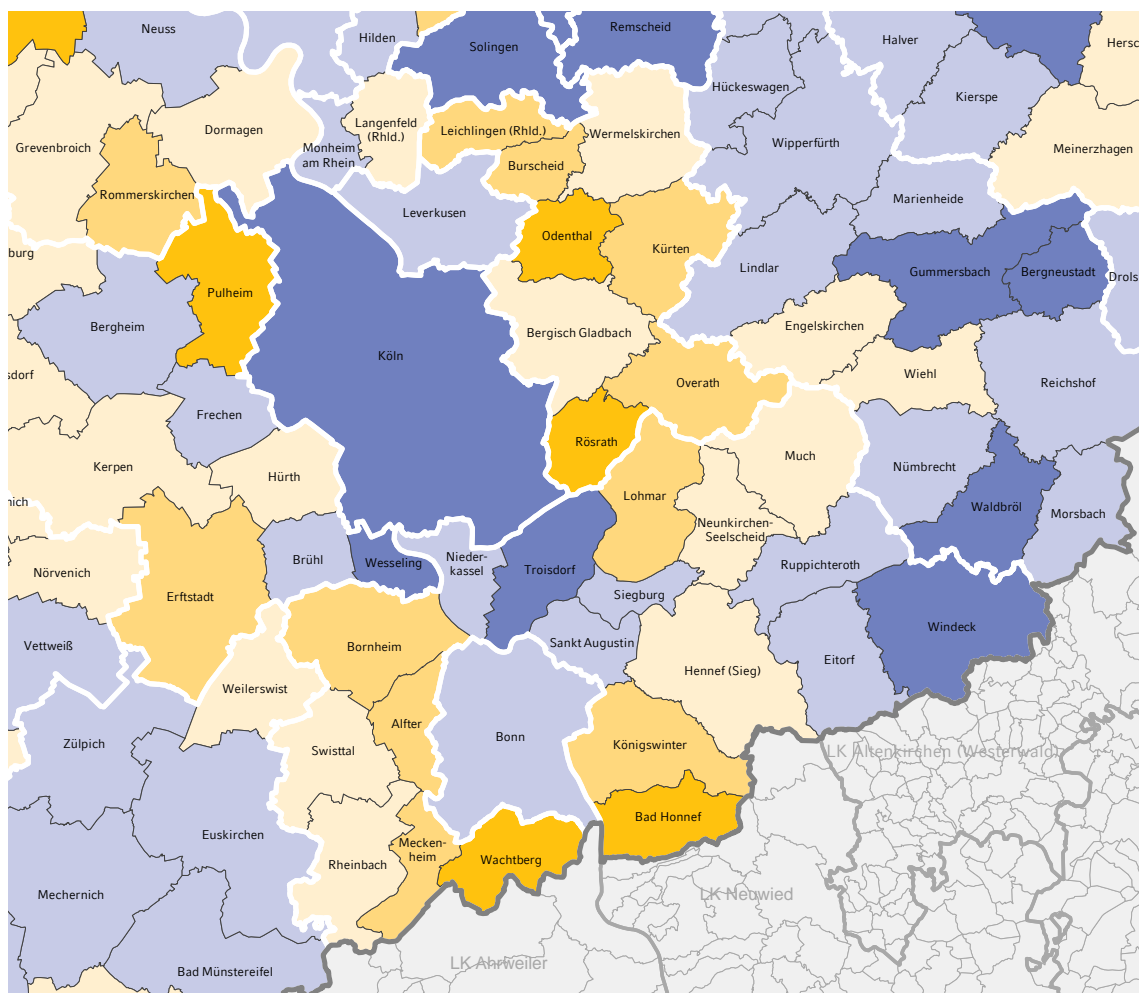 Neuss
Hilden
Solingen
Remscheid
Halver
Hersc
Hückeswagen
Kierspe
Grevenbroich
Dormagen
Langenfeld
(Rhld.)
Leichlingen (Rhld.)
Wermelskirchen
Wipperfürth
Meinerzhagen
Monheim
am Rhein
Burscheid
Rommerskirchen
Leverkusen
Marienheide
Odenthal
Kürten
burg
Lindlar
Gummersbach
Bergneustadt
Drols
Pulheim
Bergheim
Bergisch Gladbach
Engelskirchen
Köln
sdorf
Overath
Wiehl
Reichshof
Frechen
Rösrath
Kerpen
Hürth
Much
Nümbrecht
Lohmar
nich
Waldbröl
Morsbach
Neunkirchen-
Seelscheid
Nörvenich
Brühl
Wesseling
Nieder-
kassel
Troisdorf
Ruppichteroth
Erftstadt
Siegburg
Windeck
Vettweiß
Bornheim
Sankt Augustin
Eitorf
Weilerswist
Hennef (Sieg)
Alfter
Zülpich
Swisttal
Bonn
Königswinter
LK Altenkirchen (Westerwald)
Euskirchen
Bad Honnef
Rheinbach
Mecken-
heim
Wachtberg
Mechernich
LK Neuwied
Bad Münstereifel
LK Ahrweiler